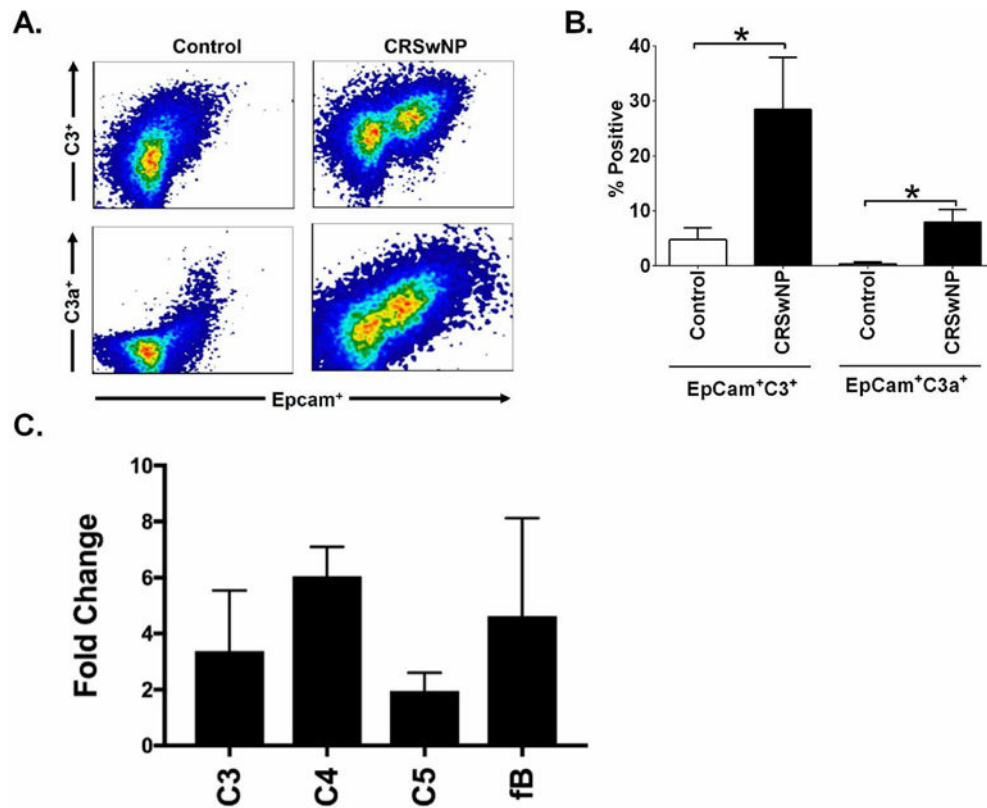 A.
Control
CRSwNP
C3⁺
C3a⁺
Epcam⁺
B.
% Positive
40
30
20
10
0
*
*
Control
CRSwNP
Control
CRSwNP
EpCam⁺C3⁺
EpCam⁺C3a⁺
C.
Fold Change
10
8
6
4
2
0
C3
C4
C5
fB